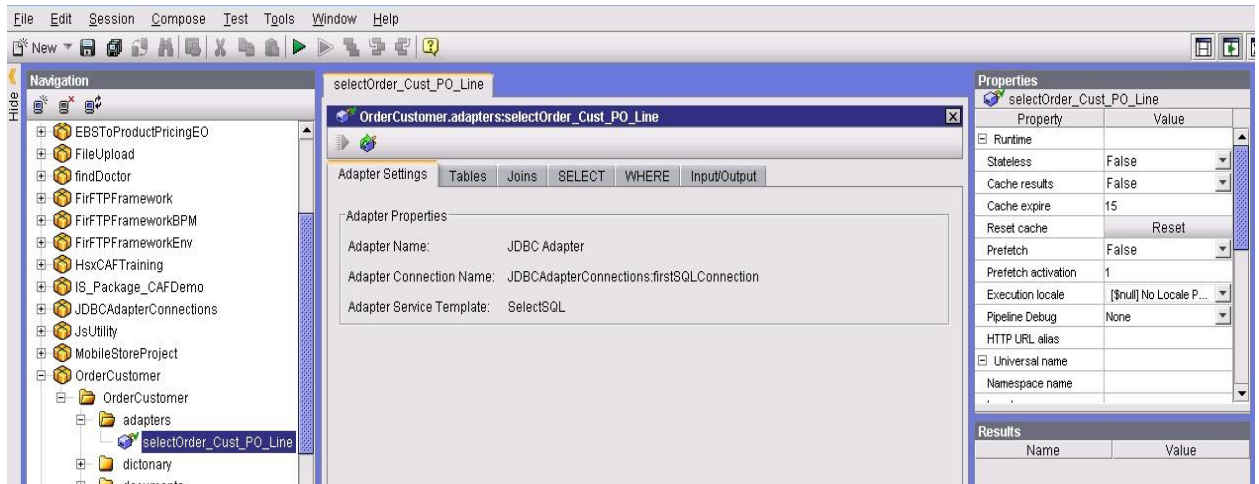 File Edit Session Compose Test Tools Window Help
New
Hide
Navigation
EBSToProductPricingEO
FileUpload
findDoctor
FirFTPFramework
FirFTPFrameworkBPM
FirFTPFrameworkEnv
HsxCAFTraining
IS_Package_CAFDemo
JDBCAdapterConnections
JsUtility
MobileStoreProject
OrderCustomer
OrderCustomer
adapters
selectOrder_Cust_PO_Line
dictonary
selectOrder_Cust_PO_Line
OrderCustomer.adapters:selectOrder_Cust_PO_Line
Adapter Settings Tables Joins SELECT WHERE Input/Output
Adapter Properties
Adapter Name: JDBC Adapter
Adapter Connection Name: JDBCAdapterConnections:firstSQLConnection
Adapter Service Template: SelectSQL
Properties
selectOrder_Cust_PO_Line
Property Value
Runtime
Stateless False
Cache results False
Cache expire 15
Reset cache Reset
Prefetch False
Prefetch activation 1
Execution locale [$null] No Locale P...
Pipeline Debug None
HTTP URL alias
Universal name
Namespace name
Results
Name Value